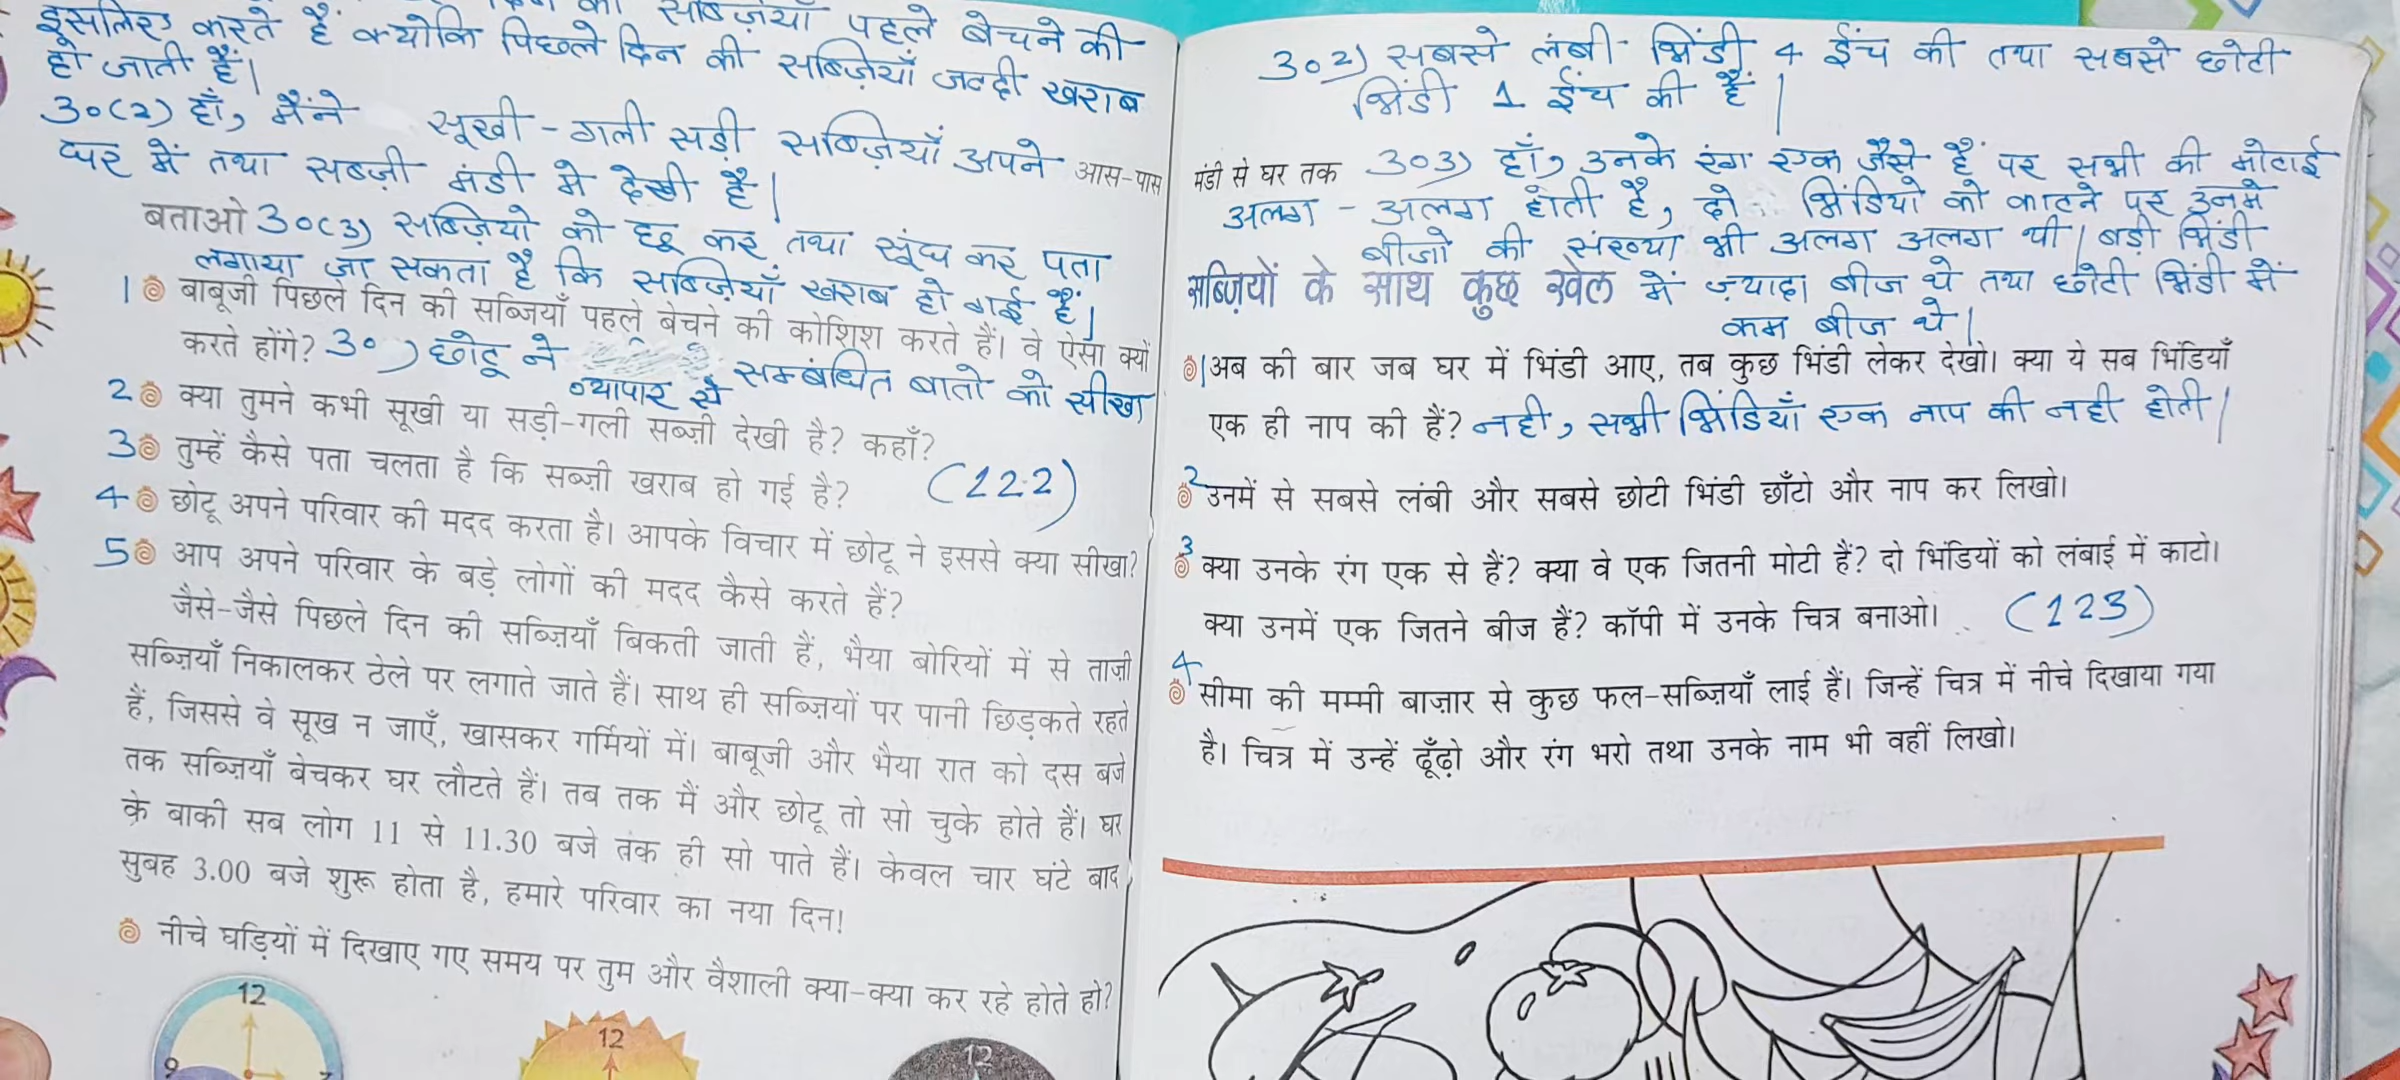 सब्ज़ियाँ पहले बेचने की
इसलिए करते हैं क्योकि पिछले दिन की सब्ज़ियाँ जल्दी ख़राब
हो जाती हैं।
उ०(2) हाँ, मैंने सूखी - गली सड़ी सब्ज़ियाँ अपने आस-पास
घर में तथा सबज़ी मंडी मे देखी है।
बताओ उ०(3) सब्ज़ियो को छू कर तथा सूंघ कर पता
लगाया जा सकता है कि सब्ज़ियाँ ख़राब हो गई हैं।
1 बाबूजी पिछले दिन की सब्ज़ियाँ पहले बेचने की कोशिश करते हैं। वे ऐसा क्यों
करते होंगे? उ० , छोटू ने व्यापार से सम्बंधित बातो को सीखा
2 क्या तुमने कभी सूखी या सड़ी-गली सब्ज़ी देखी है? कहाँ?
3 तुम्हें कैसे पता चलता है कि सब्ज़ी खराब हो गई है? (122)
4 छोटू अपने परिवार की मदद करता है। आपके विचार में छोटू ने इससे क्या सीखा?
5 आप अपने परिवार के बड़े लोगों की मदद कैसे करते हैं?
जैसे-जैसे पिछले दिन की सब्ज़ियाँ बिकती जाती हैं, भैया बोरियों में से ताज़ी
सब्ज़ियाँ निकालकर ठेले पर लगाते जाते हैं। साथ ही सब्ज़ियों पर पानी छिड़कते रहते
हैं, जिससे वे सूख न जाएँ, खासकर गर्मियों में। बाबूजी और भैया रात को दस बजे
तक सब्ज़ियाँ बेचकर घर लौटते हैं। तब तक मैं और छोटू तो सो चुके होते हैं। घर
के बाकी सब लोग 11 से 11.30 बजे तक ही सो पाते हैं। केवल चार घंटे बाद
सुबह 3.00 बजे शुरू होता है, हमारे परिवार का नया दिन!
नीचे घड़ियों में दिखाए गए समय पर तुम और वैशाली क्या-क्या कर रहे होते हो?
12
9
12
12
उ०2) सबसे लंबी भिंडी 4 ईंच की तथा सबसे छोटी
भिंडी 1 ईंच की हैं।
मंडी से घर तक उ०3) हाँ, उनके रंग एक जैसे हैं पर सभी की मोटाई
अलग - अलग होती है, दो भिंडियो को काटने पर उनमे
बीजो की संख्या भी अलग अलग थी। बड़ी भिंडी
सब्ज़ियों के साथ कुछ खेल में ज़्यादा बीज थे तथा छोटी भिंडी में
कम बीज थे।
1 अब की बार जब घर में भिंडी आए, तब कुछ भिंडी लेकर देखो। क्या ये सब भिंडियाँ
एक ही नाप की हैं? नही, सभी भिंडियाँ एक नाप की नही होती।
2 उनमें से सबसे लंबी और सबसे छोटी भिंडी छाँटो और नाप कर लिखो।
3 क्या उनके रंग एक से हैं? क्या वे एक जितनी मोटी हैं? दो भिंडियों को लंबाई में काटो।
क्या उनमें एक जितने बीज हैं? कॉपी में उनके चित्र बनाओ। (123)
4 सीमा की मम्मी बाज़ार से कुछ फल-सब्ज़ियाँ लाई हैं। जिन्हें चित्र में नीचे दिखाया गया
है। चित्र में उन्हें ढूँढ़ो और रंग भरो तथा उनके नाम भी वहीं लिखो।